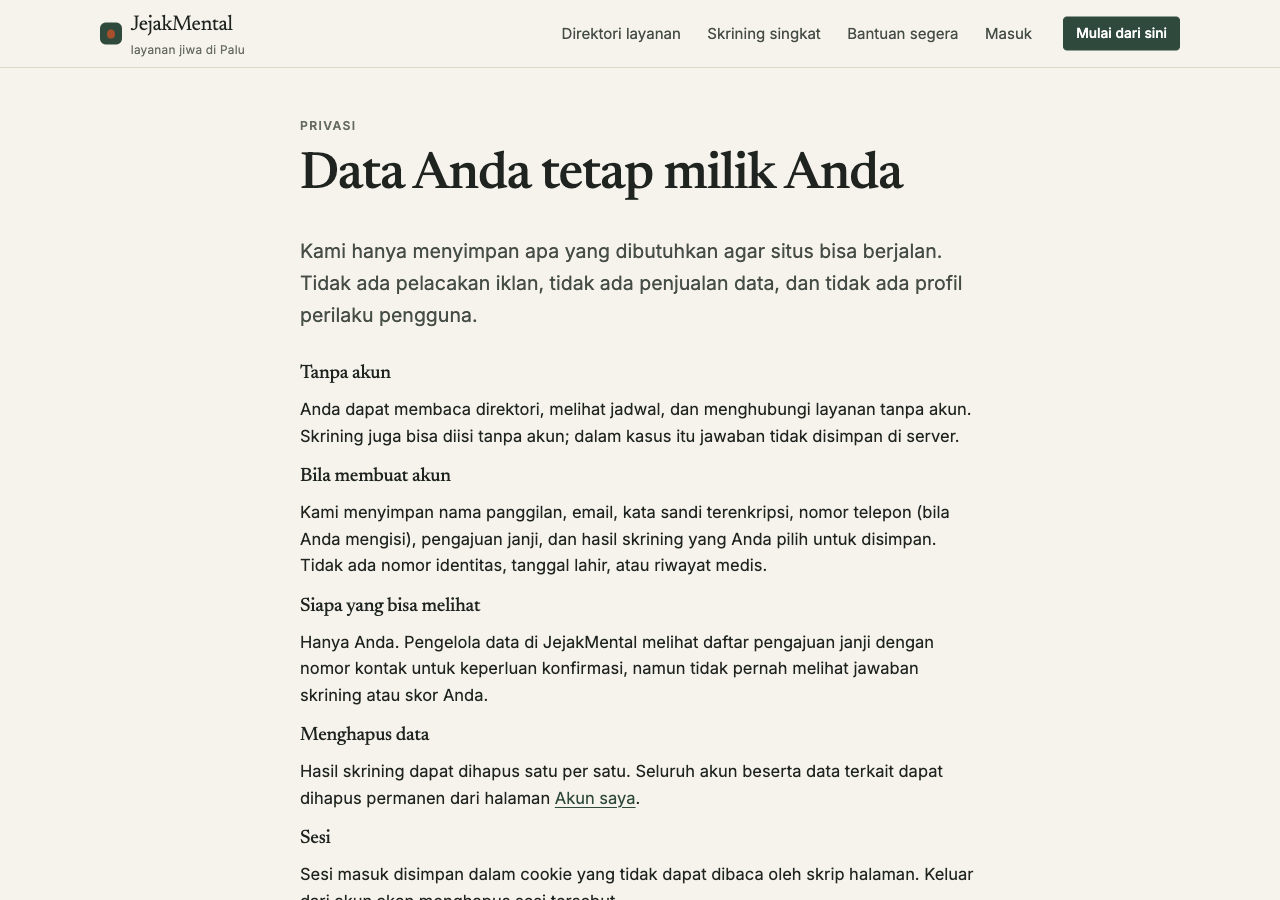 JejakMental
layanan jiwa di Palu
Direktori layanan
Skrining singkat
Bantuan segera
Masuk
Mulai dari sini
PRIVASI
Data Anda tetap milik Anda
Kami hanya menyimpan apa yang dibutuhkan agar situs bisa berjalan.
Tidak ada pelacakan iklan, tidak ada penjualan data, dan tidak ada profil
perilaku pengguna.
Tanpa akun
Anda dapat membaca direktori, melihat jadwal, dan menghubungi layanan tanpa akun.
Skrining juga bisa diisi tanpa akun; dalam kasus itu jawaban tidak disimpan di server.
Bila membuat akun
Kami menyimpan nama panggilan, email, kata sandi terenkripsi, nomor telepon (bila
Anda mengisi), pengajuan janji, dan hasil skrining yang Anda pilih untuk disimpan.
Tidak ada nomor identitas, tanggal lahir, atau riwayat medis.
Siapa yang bisa melihat
Hanya Anda. Pengelola data di JejakMental melihat daftar pengajuan janji dengan
nomor kontak untuk keperluan konfirmasi, namun tidak pernah melihat jawaban
skrining atau skor Anda.
Menghapus data
Hasil skrining dapat dihapus satu per satu. Seluruh akun beserta data terkait dapat
dihapus permanen dari halaman Akun saya.
Sesi
Sesi masuk disimpan dalam cookie yang tidak dapat dibaca oleh skrip halaman. Keluar
dari akun akan menghapus sesi tersebut.